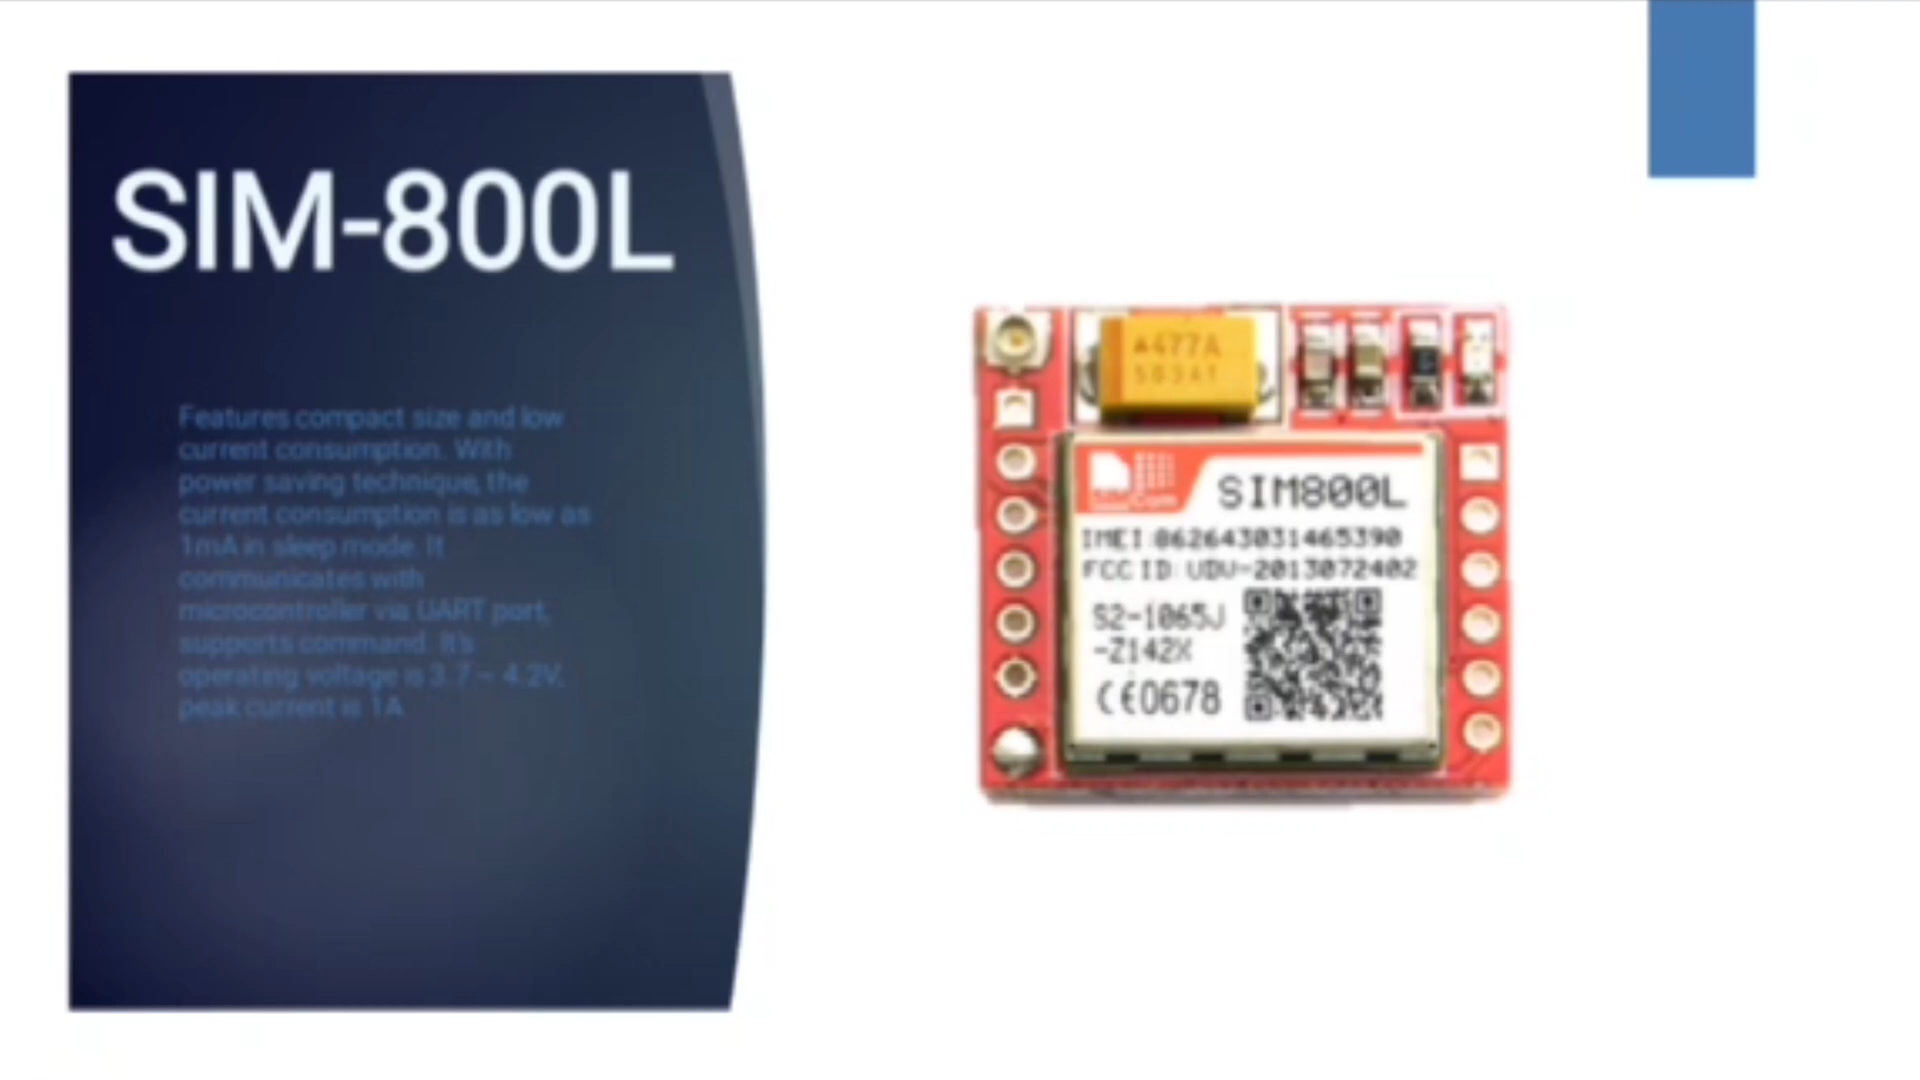 SIM-800L
Features compact size and low
current consumption. With
power saving technique, the
current consumption is as low as
1mA in sleep mode. It
communicates with
microcontroller via UART port,
supports command. It's
operating voltage is 3.7 ~ 4.2V,
peak current is 1A
477A
SIM800L
IMEI:862643031465390
FCC ID: UDV-2013072402
S2-1065J
-Z142X
CE0678